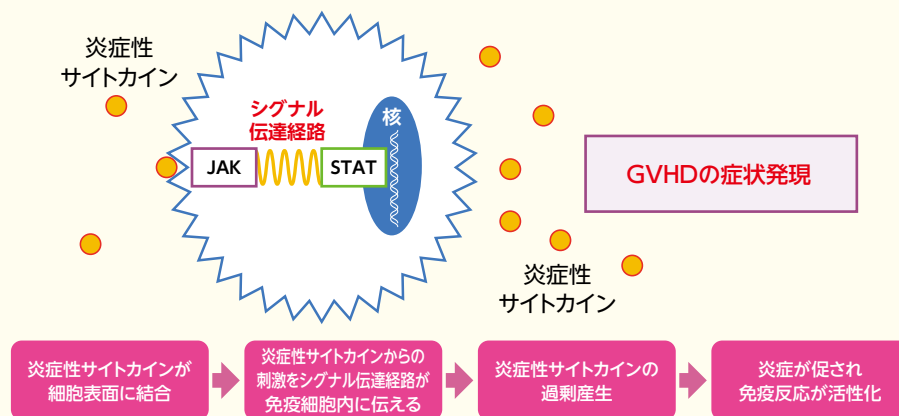 炎症性
サイトカイン
シグナル
伝達経路
核
JAK
STAT
GVHDの症状発現
炎症性
サイトカイン
炎症性サイトカインが
細胞表面に結合
炎症性サイトカインからの
刺激をシグナル伝達経路が
免疫細胞内に伝える
炎症性サイトカインの
過剰産生
炎症が促され
免疫反応が活性化